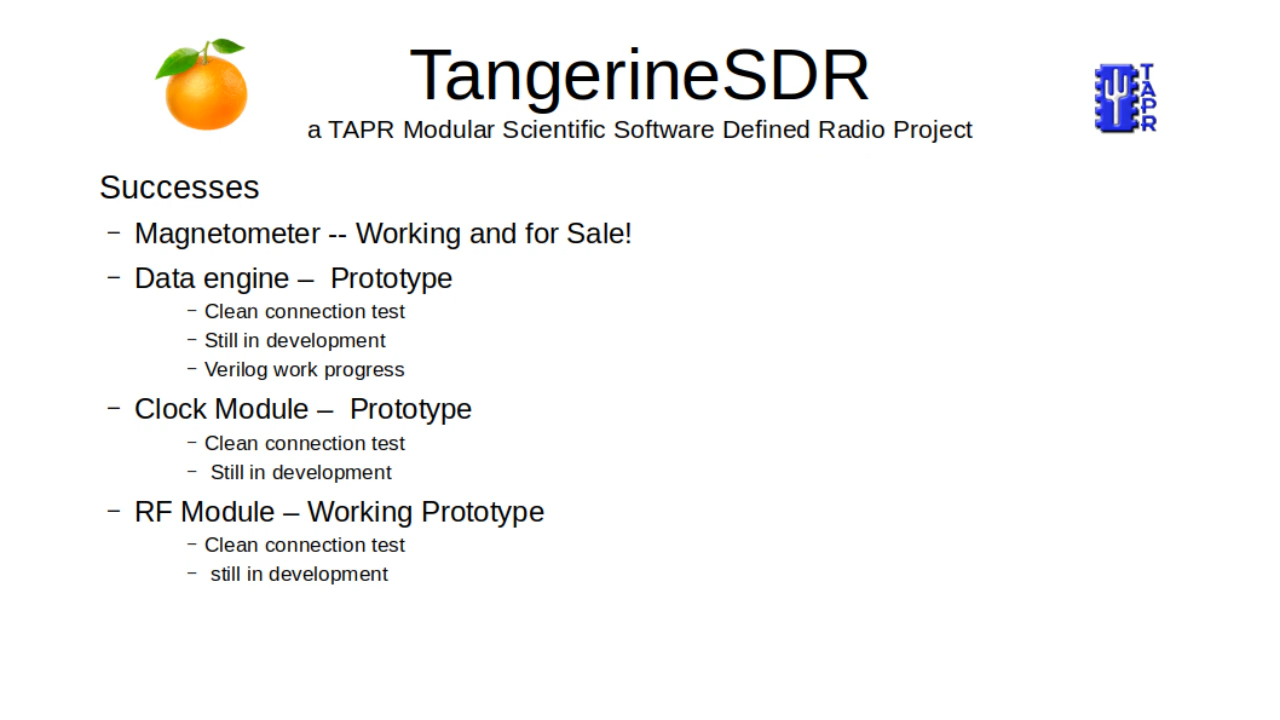 TangerineSDR
a TAPR Modular Scientific Software Defined Radio Project
TAPR
Successes
– Magnetometer -- Working and for Sale!
– Data engine –  Prototype
– Clean connection test
– Still in development
– Verilog work progress
– Clock Module –  Prototype
– Clean connection test
– Still in development
– RF Module – Working Prototype
– Clean connection test
– still in development